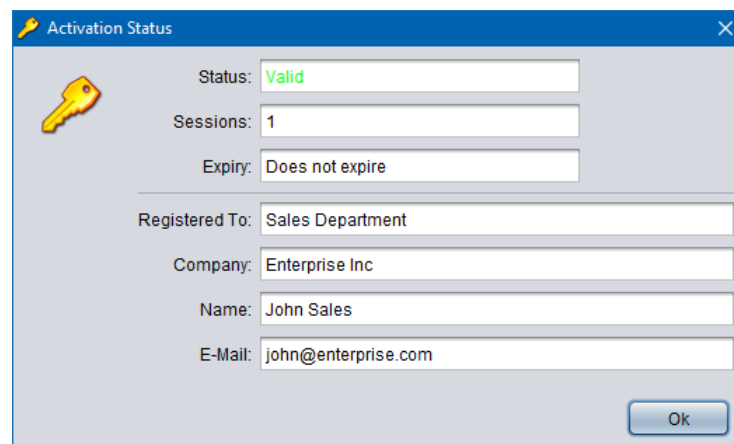 Activation Status
Status: Valid
Sessions: 1
Expiry: Does not expire
Registered To: Sales Department
Company: Enterprise Inc
Name: John Sales
E-Mail: john@enterprise.com
Ok